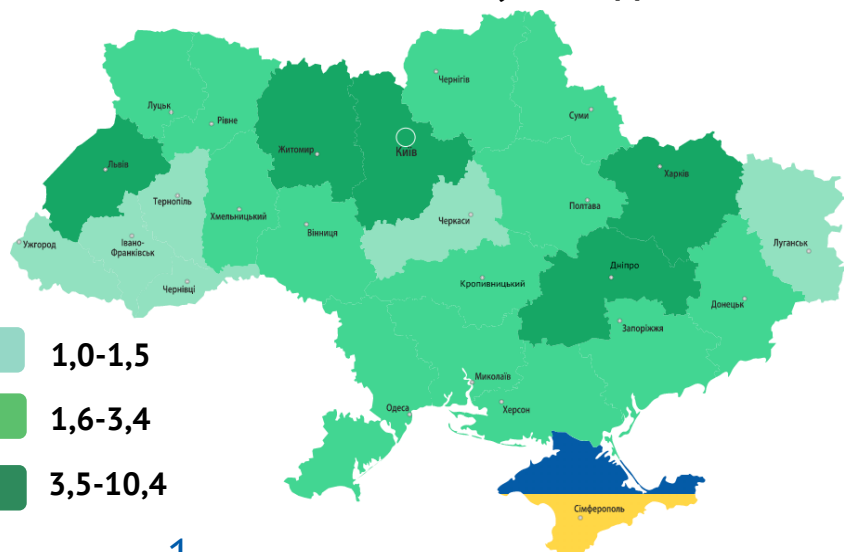 Чернігів
Луцьк
Рівне
Суми
Житомир
Київ
Львів
Харків
Тернопіль
Хмельницький
Полтава
Черкаси
Ужгород
Івано-
Франківськ
Вінниця
Луганськ
Дніпро
Чернівці
Кропивницький
Донецьк
Запоріжжя
1,0-1,5
Миколаїв
Одеса
Херсон
1,6-3,4
3,5-10,4
Сімферополь